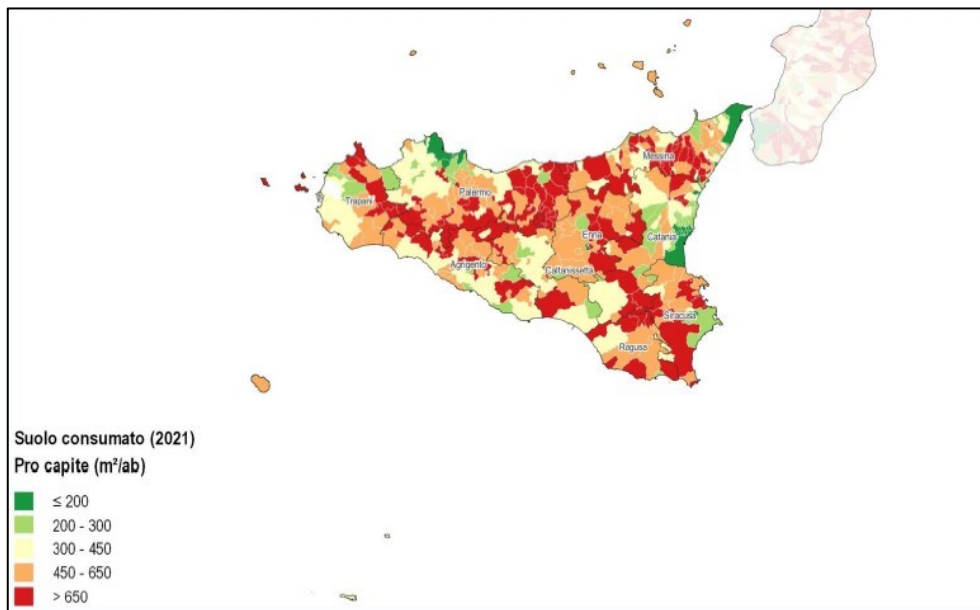 Messina
Palermo
Trapani
Enna
Catania
Agrigento
Caltanissetta
Siracusa
Ragusa
Suolo consumato (2021)
Pro capite (m²/ab)
≤ 200
200 - 300
300 - 450
450 - 650
> 650